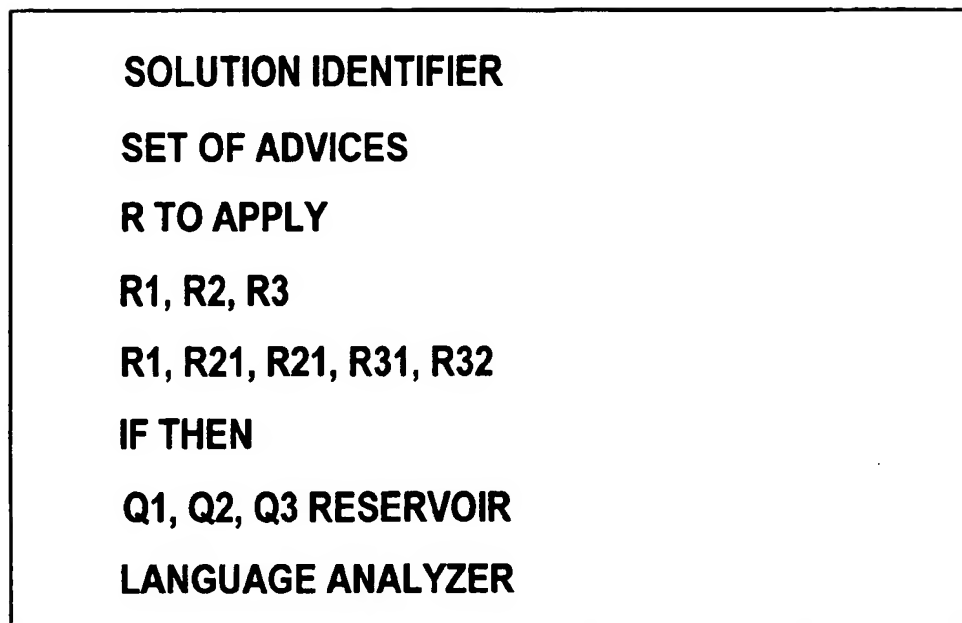 SOLUTION IDENTIFIER
SET OF ADVICES
R TO APPLY
R1, R2, R3
R1, R21, R21, R31, R32
IF THEN
Q1, Q2, Q3 RESERVOIR
LANGUAGE ANALYZER